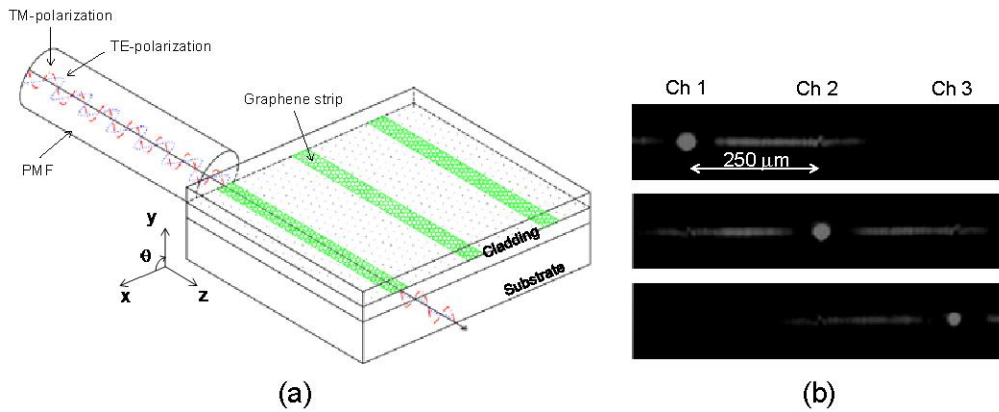 TM-polarization
TE-polarization
Graphene strip
PMF
y
θ
x
z
Cladding
Substrate
(a)
Ch 1 Ch 2 Ch 3
250 μm
(b)